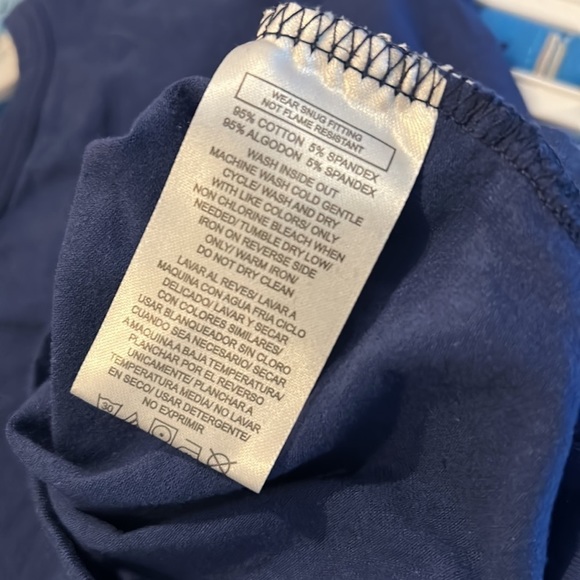 WEAR SNUG FITTING
NOT FLAME RESISTANT
95% COTTON 5% SPANDEX
95% ALGODON 5% SPANDEX
WASH INSIDE OUT
MACHINE WASH COLD GENTLE
CYCLE/ WASH AND DRY
WITH LIKE COLORS/ ONLY
NON CHLORINE BLEACH WHEN
NEEDED/TUMBLE DRY LOW/
IRON ON REVERSE SIDE
ONLY/ WARM IRON/
DO NOT DRY CLEAN
LAVAR AL REVES/ LAVAR A
MAQUINA CON AGUA FRIA CICLO
DELICADO/ LAVAR Y SECAR
CON COLORES SIMILARES/
USAR BLANQUEADOR SIN CLORO
CUANDO SEA NECESARIO/ SECAR
A MAQUINA A BAJA TEMPERATURA/
PLANCHAR POR EL REVERSO
UNICAMENTE/ PLANCHAR A
TEMPERATURA MEDIA/ NO LAVAR
EN SECO/ USAR DETERGENTE/
NO EXPRIMIR
30